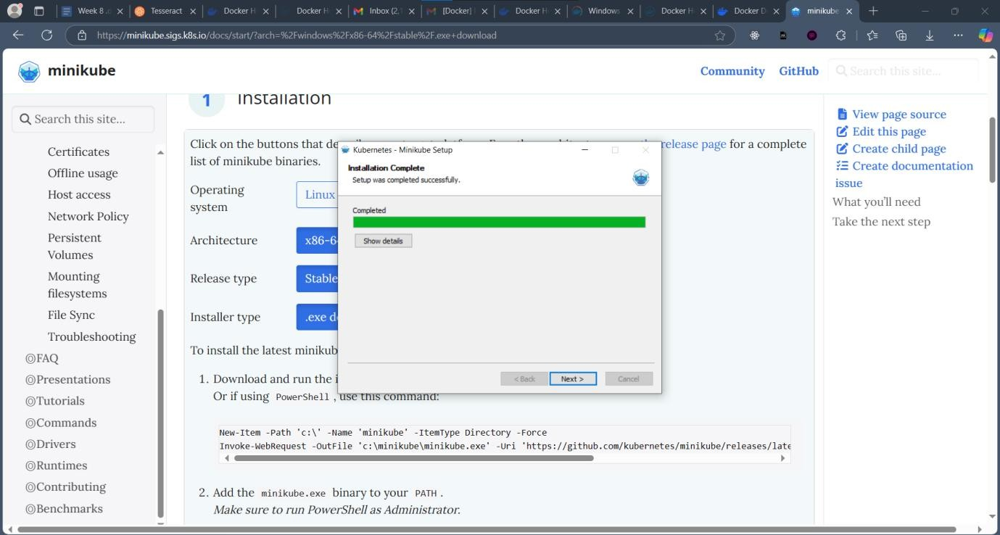 Week 8 .d
Tesseract
Docker H
Docker H
Inbox (2,1
[Docker]
Docker H
Windows
Docker H
Docker D
minikube
https://minikube.sigs.k8s.io/docs/start/?arch=%2Fwindows%2Fx86-64%2Fstable%2F.exe+download
minikube
Community
GitHub
Search this site...
Search this site...
Certificates
Offline usage
Host access
Network Policy
Persistent
Volumes
Mounting
filesystems
File Sync
Troubleshooting
FAQ
Presentations
Tutorials
Commands
Drivers
Runtimes
Contributing
Benchmarks
1 Installation
Click on the buttons that de
release page for a complete
list of minikube binaries.
Operating
system
Linux
Architecture
x86-6
Release type
Stable
Installer type
.exe d
To install the latest minikub
1. Download and run the i
Or if using PowerShell , use this command:
New-Item -Path 'c:\' -Name 'minikube' -ItemType Directory -Force
Invoke-WebRequest -OutFile 'c:\minikube\minikube.exe' -Uri 'https://github.com/kubernetes/minikube/releases/late
2. Add the minikube.exe binary to your PATH .
Make sure to run PowerShell as Administrator.
Kubernetes - Minikube Setup
Installation Complete
Setup was completed successfully.
Completed
Show details
< Back
Next >
Cancel
View page source
Edit this page
Create child page
Create documentation
issue
What you'll need
Take the next step